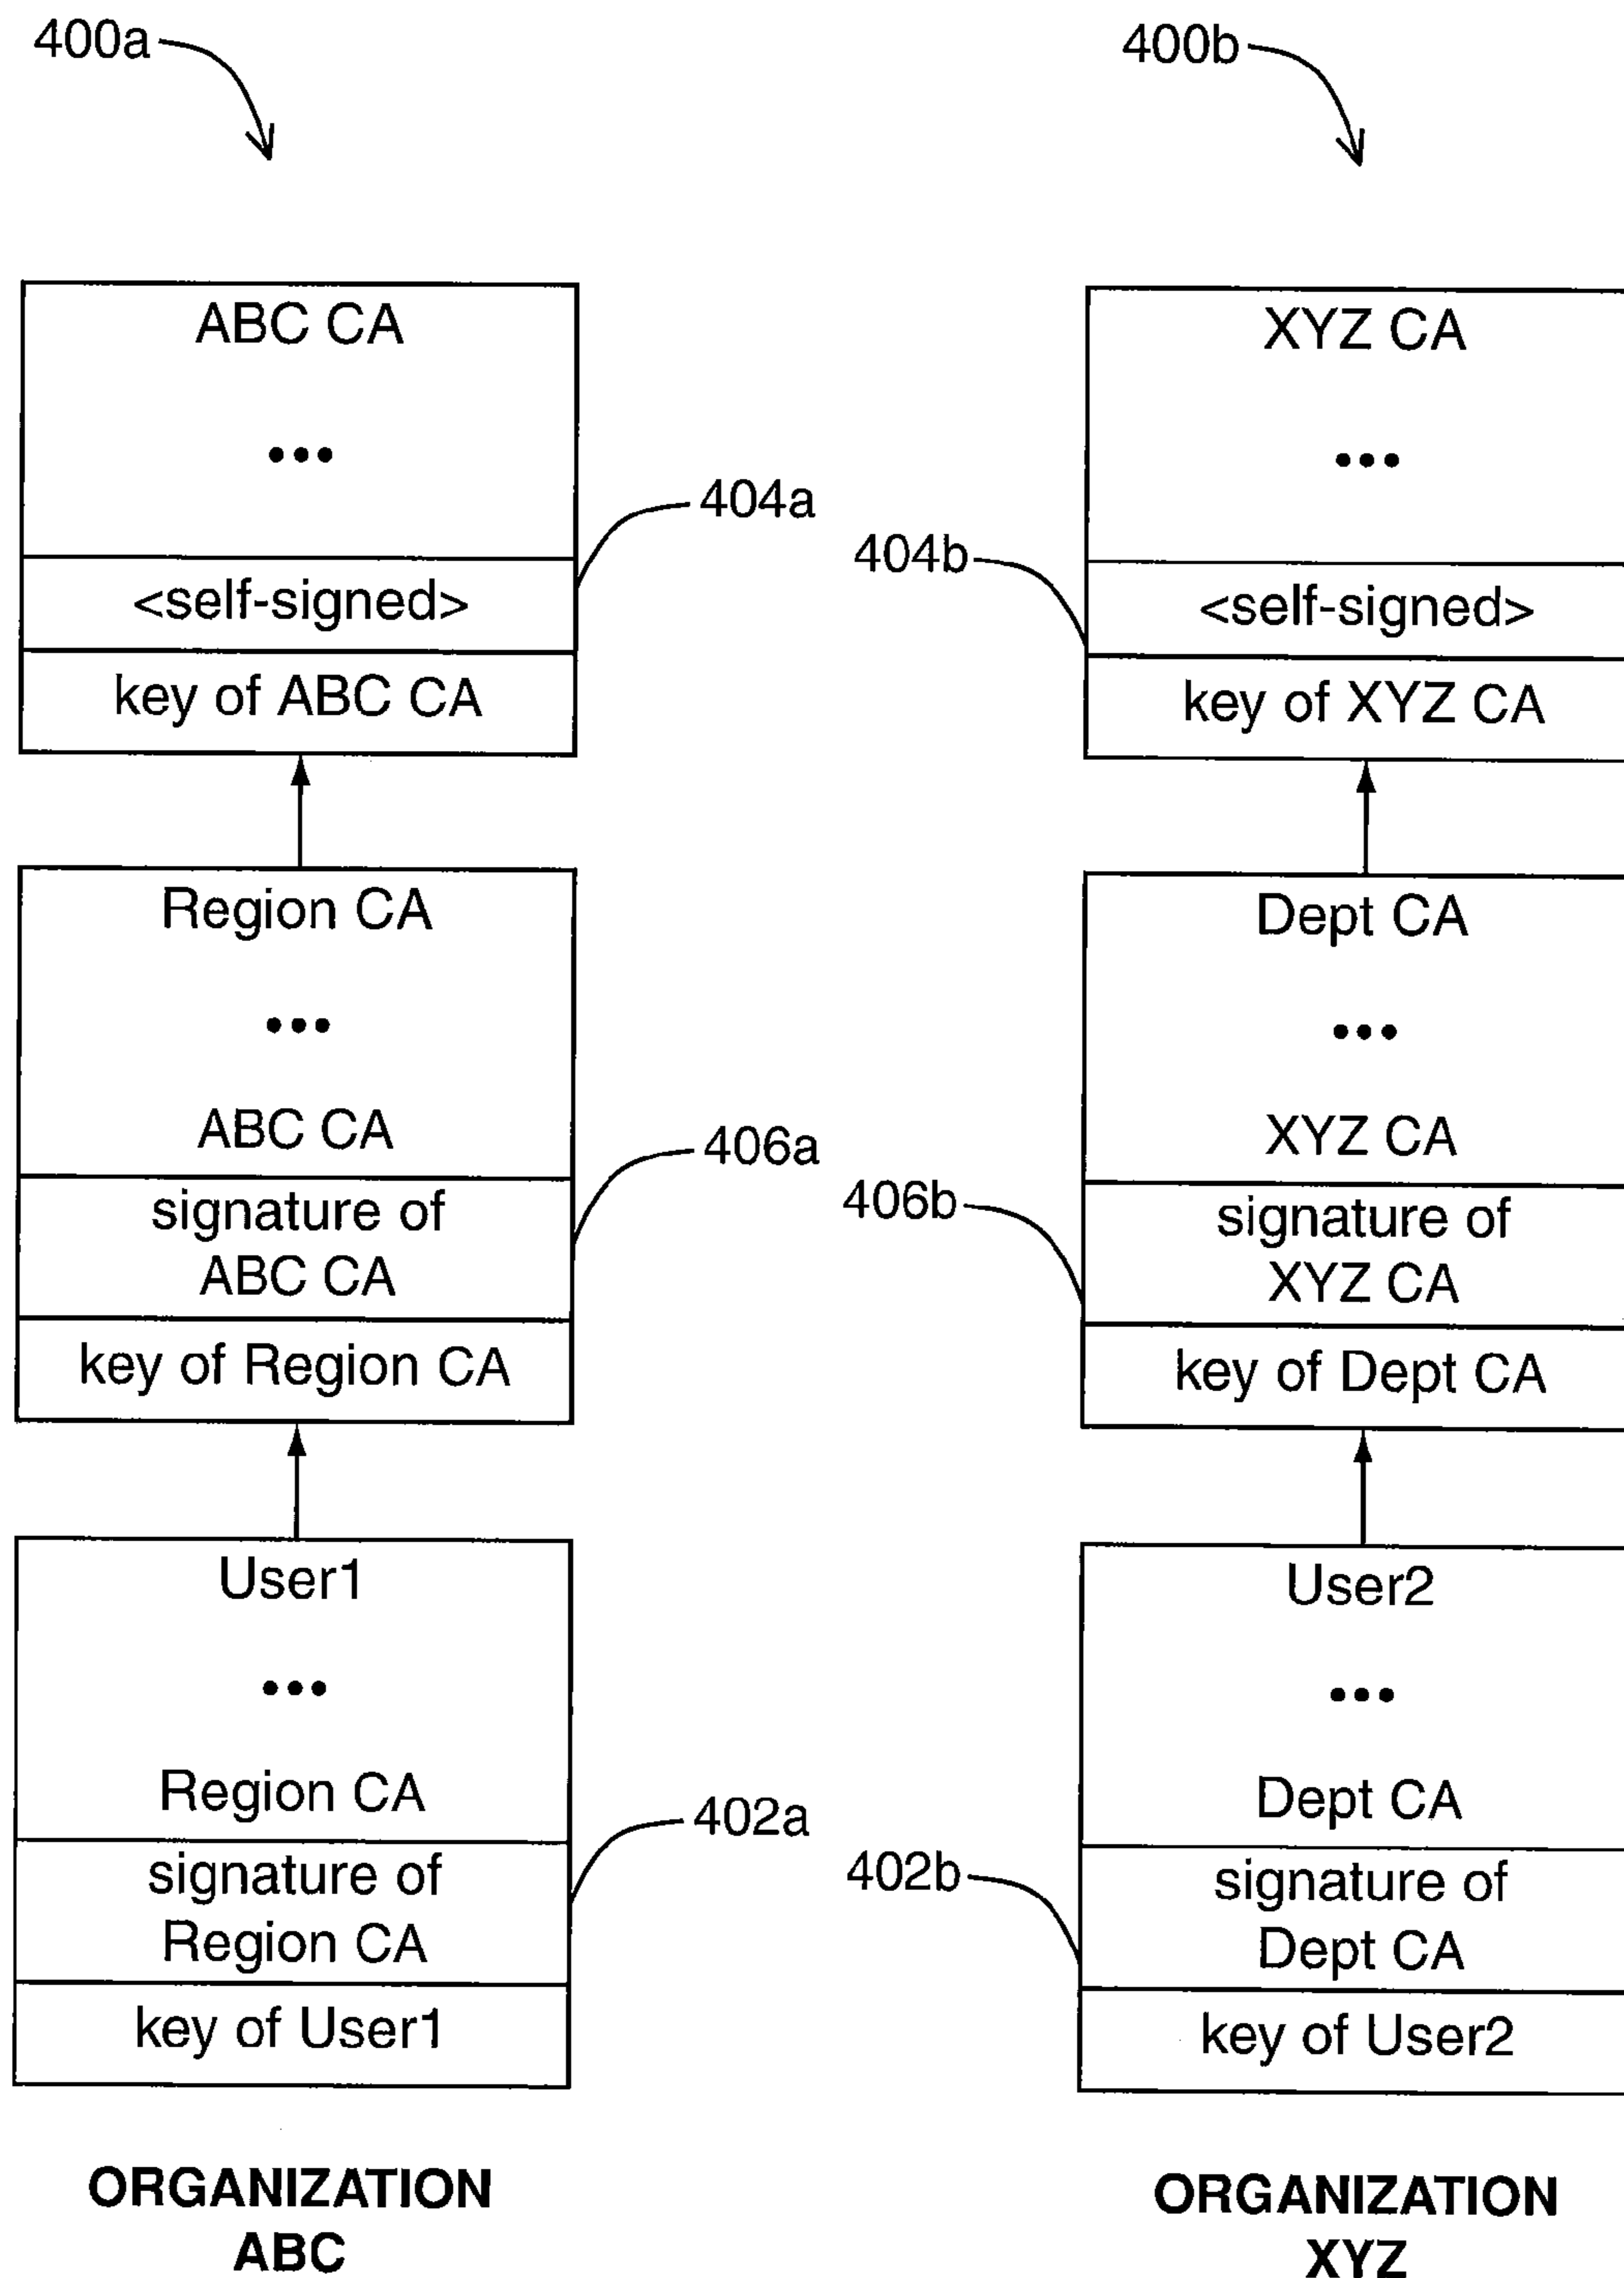 400a
400b
ABC CA
•••
<self-signed>
key of ABC CA
404a
Region CA
•••
ABC CA
signature of
ABC CA
key of Region CA
406a
User1
•••
Region CA
signature of
Region CA
key of User1
402a
ORGANIZATION
ABC
XYZ CA
•••
<self-signed>
key of XYZ CA
404b
Dept CA
•••
XYZ CA
signature of
XYZ CA
key of Dept CA
406b
User2
•••
Dept CA
signature of
Dept CA
key of User2
402b
ORGANIZATION
XYZ